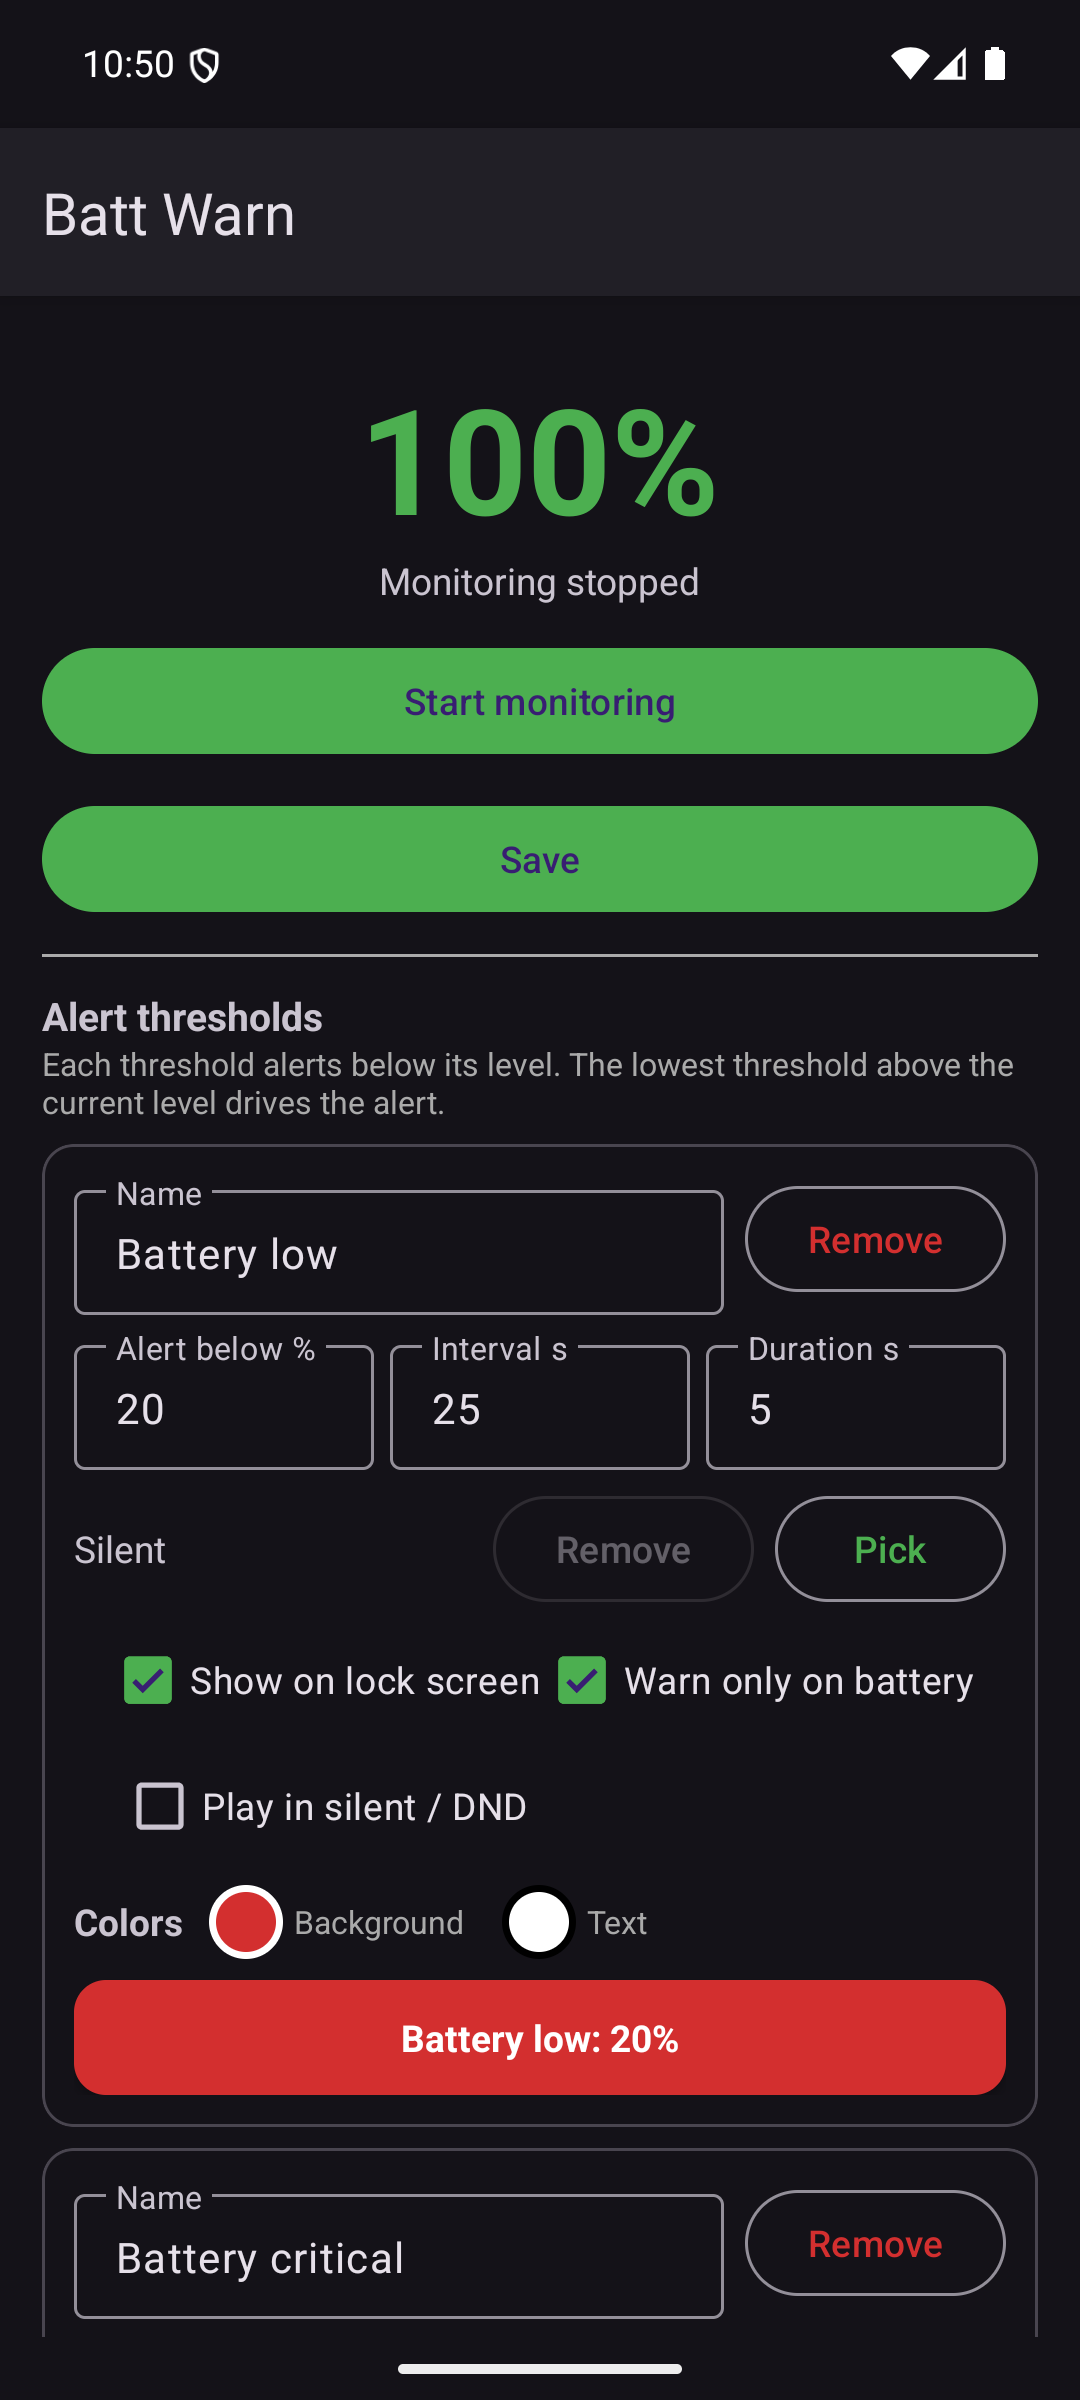 10:50
Batt Warn
100%
Monitoring stopped
Start monitoring
Save
Alert thresholds
Each threshold alerts below its level. The lowest threshold above the
current level drives the alert.
Name
Battery low
Remove
Alert below %
20
Interval s
25
Duration s
5
Silent
Remove
Pick
Show on lock screen
Warn only on battery
Play in silent / DND
Colors
Background
Text
Battery low: 20%
Name
Battery critical
Remove